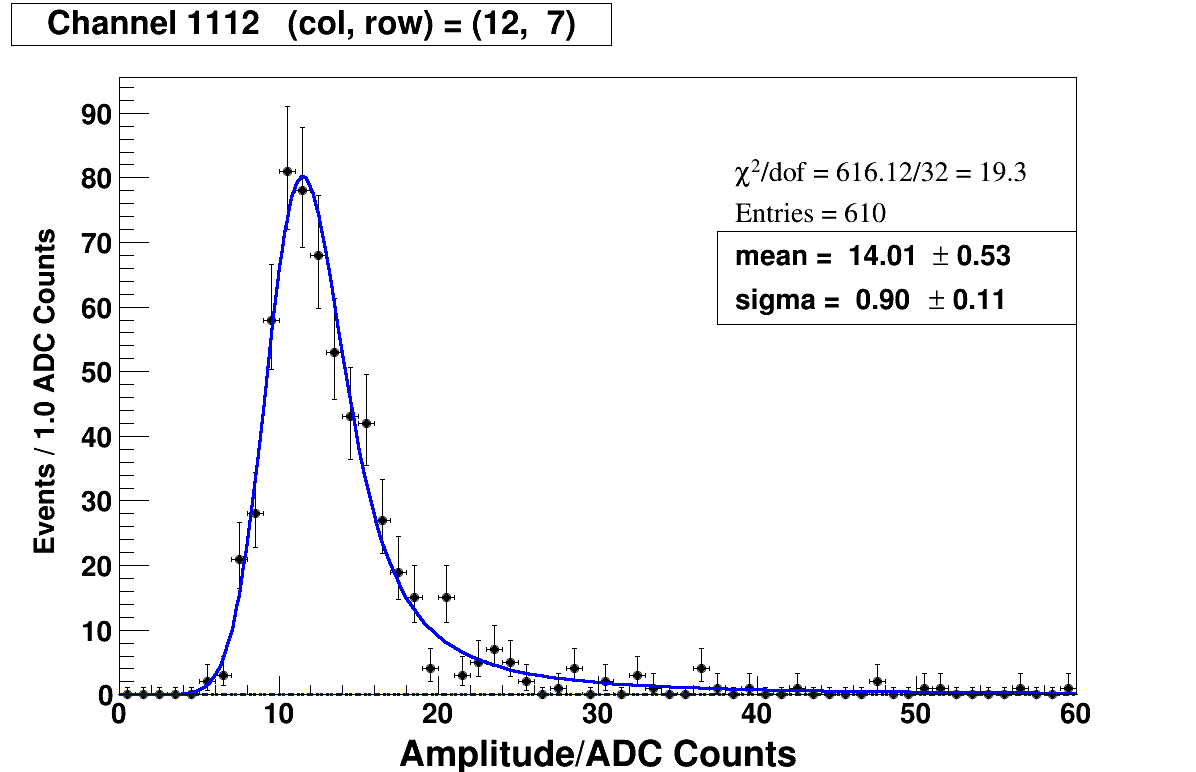 Channel 1112 (col, row) = (12, 7)
90
80
70
60
50
40
30
20
10
0
Events / 1.0 ADC Counts
χ²/dof = 616.12/32 = 19.3
Entries = 610
mean = 14.01 ± 0.53
sigma = 0.90 ± 0.11
0 10 20 30 40 50 60
Amplitude/ADC Counts